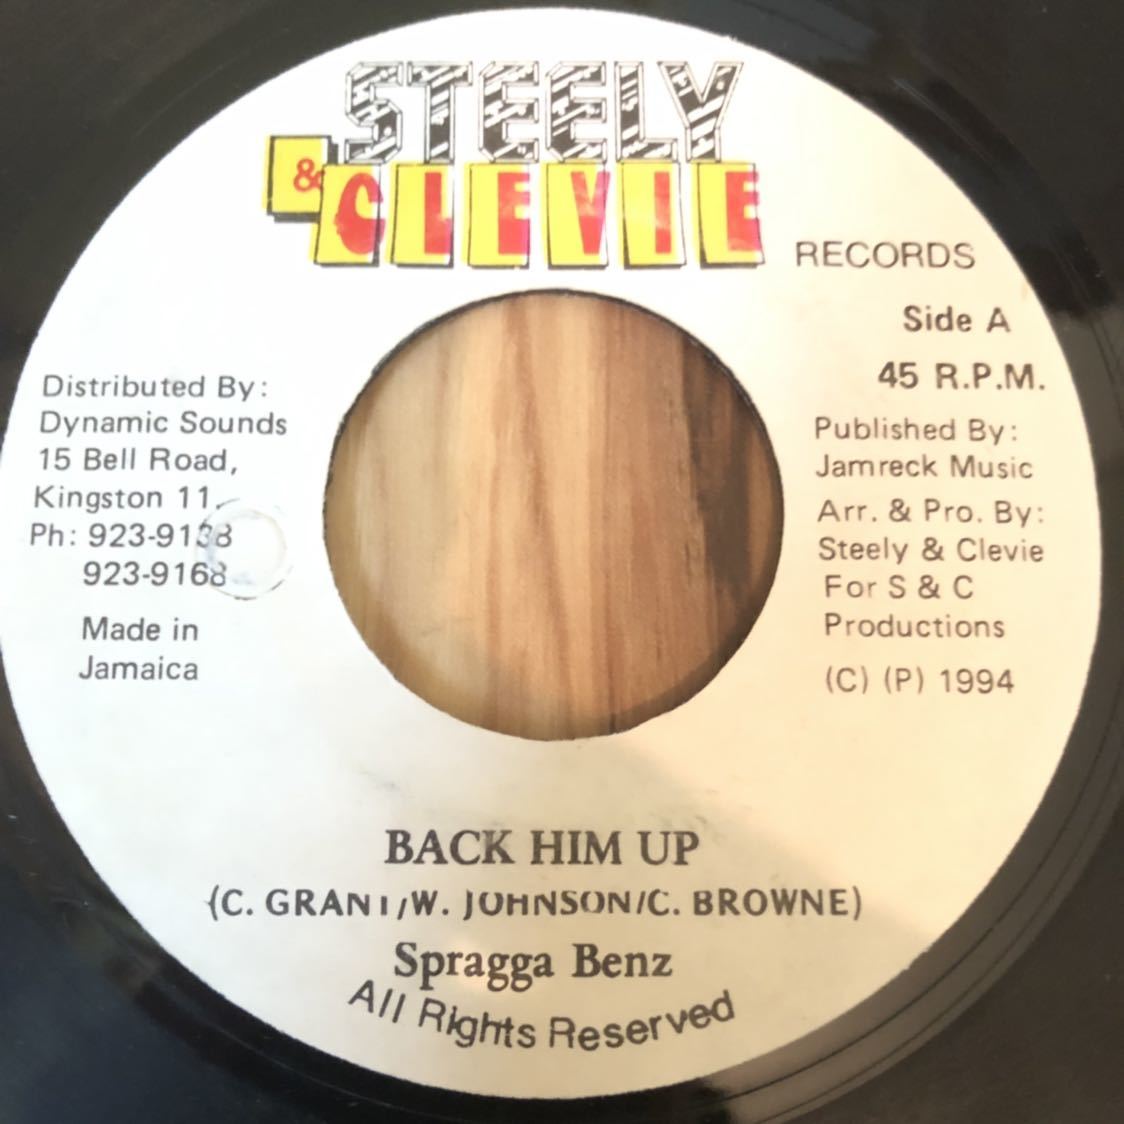 STEELY
& CLEVIE
RECORDS
Side A
45 R.P.M.
Distributed By:
Dynamic Sounds
15 Bell Road,
Kingston 11,
Ph: 923-9138
923-9168
Made in
Jamaica
Published By:
Jamreck Music
Arr. & Pro. By:
Steely & Clevie
For S & C
Productions
(C) (P) 1994
BACK HIM UP
(C. GRANT/W. JOHNSON/C. BROWNE)
Spragga Benz
All Rights Reserved